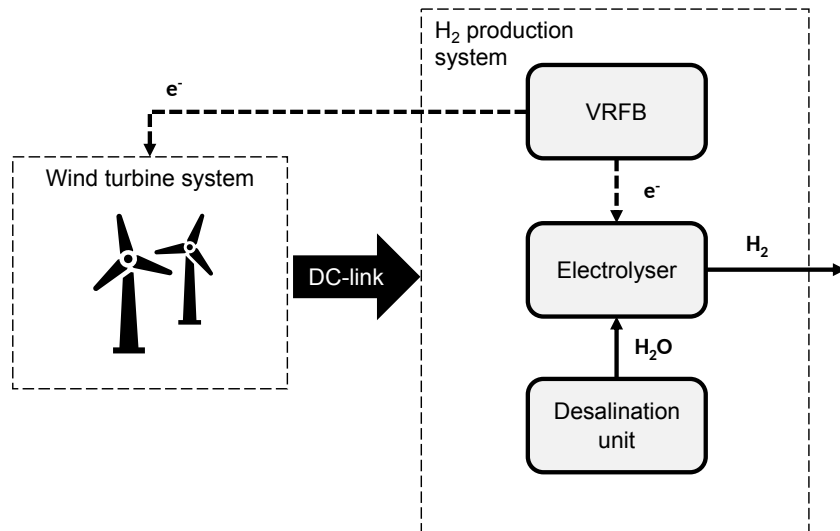 H₂ production
system
e⁻
VRFB
Wind turbine system
e⁻
H₂
Electrolyser
DC-link
H₂O
Desalination
unit